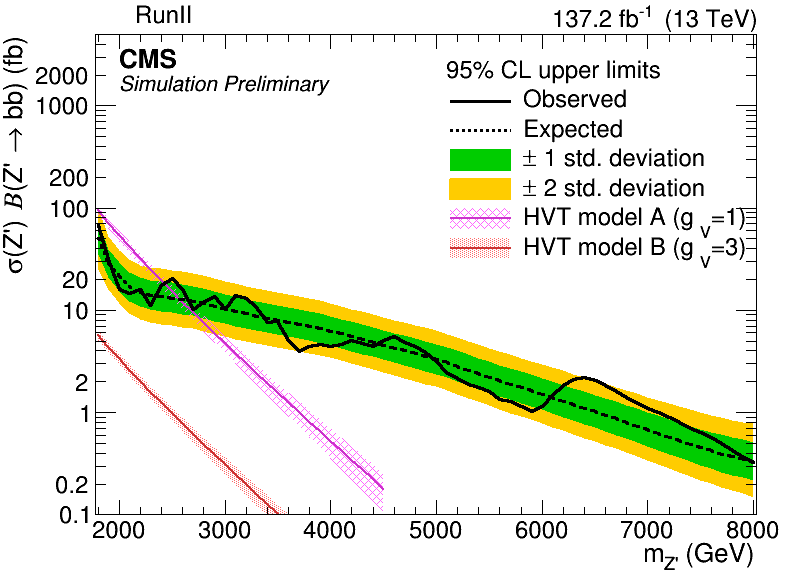 RunII
137.2 fb-1 (13 TeV)
CMS
Simulation Preliminary
95% CL upper limits
Observed
Expected
± 1 std. deviation
± 2 std. deviation
HVT model A (g v=1)
HVT model B (g v=3)
σ(Z') B(Z' → bb) (fb)
2000
1000
200
100
20
10
2
1
0.2
0.1
2000 3000 4000 5000 6000 7000 8000
mZ' (GeV)